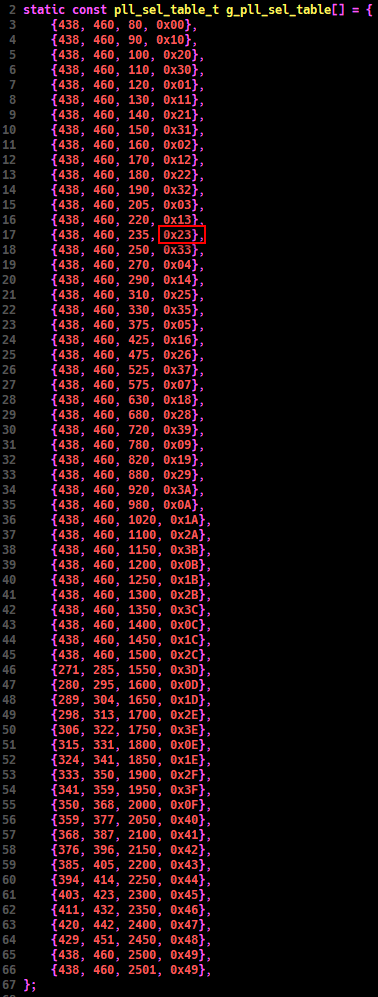 2 static const pll_sel_table_t g_pll_sel_table[] = {
3 {438, 460, 80, 0x00},
4 {438, 460, 90, 0x10},
5 {438, 460, 100, 0x20},
6 {438, 460, 110, 0x30},
7 {438, 460, 120, 0x01},
8 {438, 460, 130, 0x11},
9 {438, 460, 140, 0x21},
10 {438, 460, 150, 0x31},
11 {438, 460, 160, 0x02},
12 {438, 460, 170, 0x12},
13 {438, 460, 180, 0x22},
14 {438, 460, 190, 0x32},
15 {438, 460, 205, 0x03},
16 {438, 460, 220, 0x13},
17 {438, 460, 235, 0x23},
18 {438, 460, 250, 0x33},
19 {438, 460, 270, 0x04},
20 {438, 460, 290, 0x14},
21 {438, 460, 310, 0x25},
22 {438, 460, 330, 0x35},
23 {438, 460, 375, 0x05},
24 {438, 460, 425, 0x16},
25 {438, 460, 475, 0x26},
26 {438, 460, 525, 0x37},
27 {438, 460, 575, 0x07},
28 {438, 460, 630, 0x18},
29 {438, 460, 680, 0x28},
30 {438, 460, 720, 0x39},
31 {438, 460, 780, 0x09},
32 {438, 460, 820, 0x19},
33 {438, 460, 880, 0x29},
34 {438, 460, 920, 0x3A},
35 {438, 460, 980, 0x0A},
36 {438, 460, 1020, 0x1A},
37 {438, 460, 1100, 0x2A},
38 {438, 460, 1150, 0x3B},
39 {438, 460, 1200, 0x0B},
40 {438, 460, 1250, 0x1B},
41 {438, 460, 1300, 0x2B},
42 {438, 460, 1350, 0x3C},
43 {438, 460, 1400, 0x0C},
44 {438, 460, 1450, 0x1C},
45 {438, 460, 1500, 0x2C},
46 {271, 285, 1550, 0x3D},
47 {280, 295, 1600, 0x0D},
48 {289, 304, 1650, 0x1D},
49 {298, 313, 1700, 0x2E},
50 {306, 322, 1750, 0x3E},
51 {315, 331, 1800, 0x0E},
52 {324, 341, 1850, 0x1E},
53 {333, 350, 1900, 0x2F},
54 {341, 359, 1950, 0x3F},
55 {350, 368, 2000, 0x0F},
56 {359, 377, 2050, 0x40},
57 {368, 387, 2100, 0x41},
58 {376, 396, 2150, 0x42},
59 {385, 405, 2200, 0x43},
60 {394, 414, 2250, 0x44},
61 {403, 423, 2300, 0x45},
62 {411, 432, 2350, 0x46},
63 {420, 442, 2400, 0x47},
64 {429, 451, 2450, 0x48},
65 {438, 460, 2500, 0x49},
66 {438, 460, 2501, 0x49},
67 };